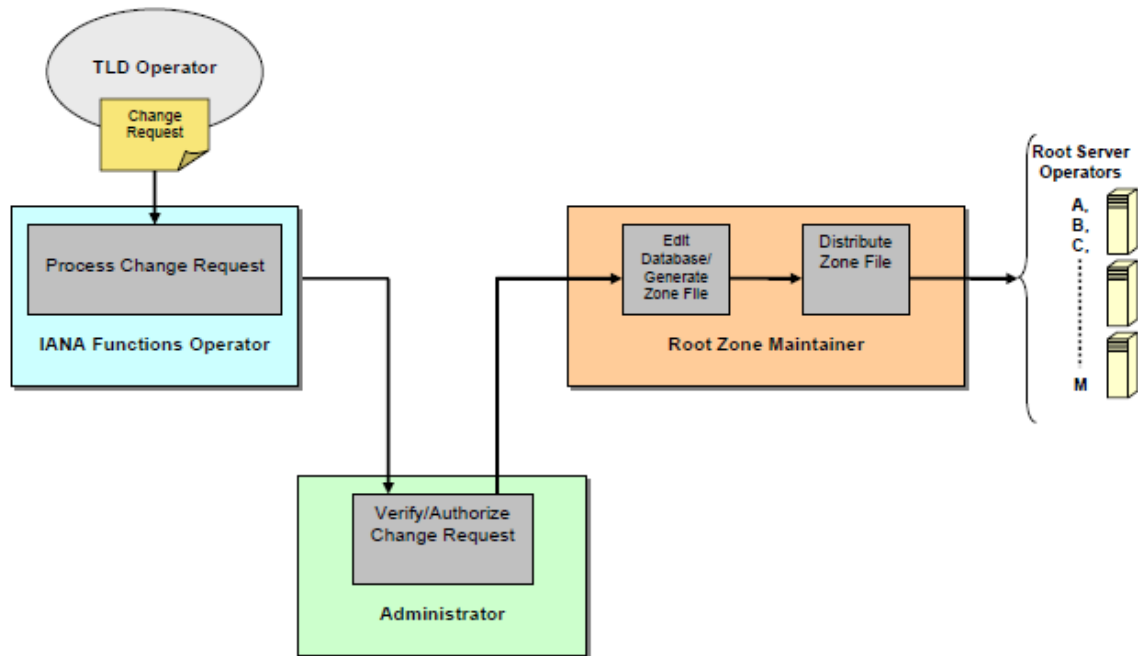 TLD Operator
Change
Request
Process Change Request
IANA Functions Operator
Verify/Authorize
Change Request
Administrator
Edit
Database/
Generate
Zone File
Distribute
Zone File
Root Zone Maintainer
Root Server
Operators
A,
B,
C,
M